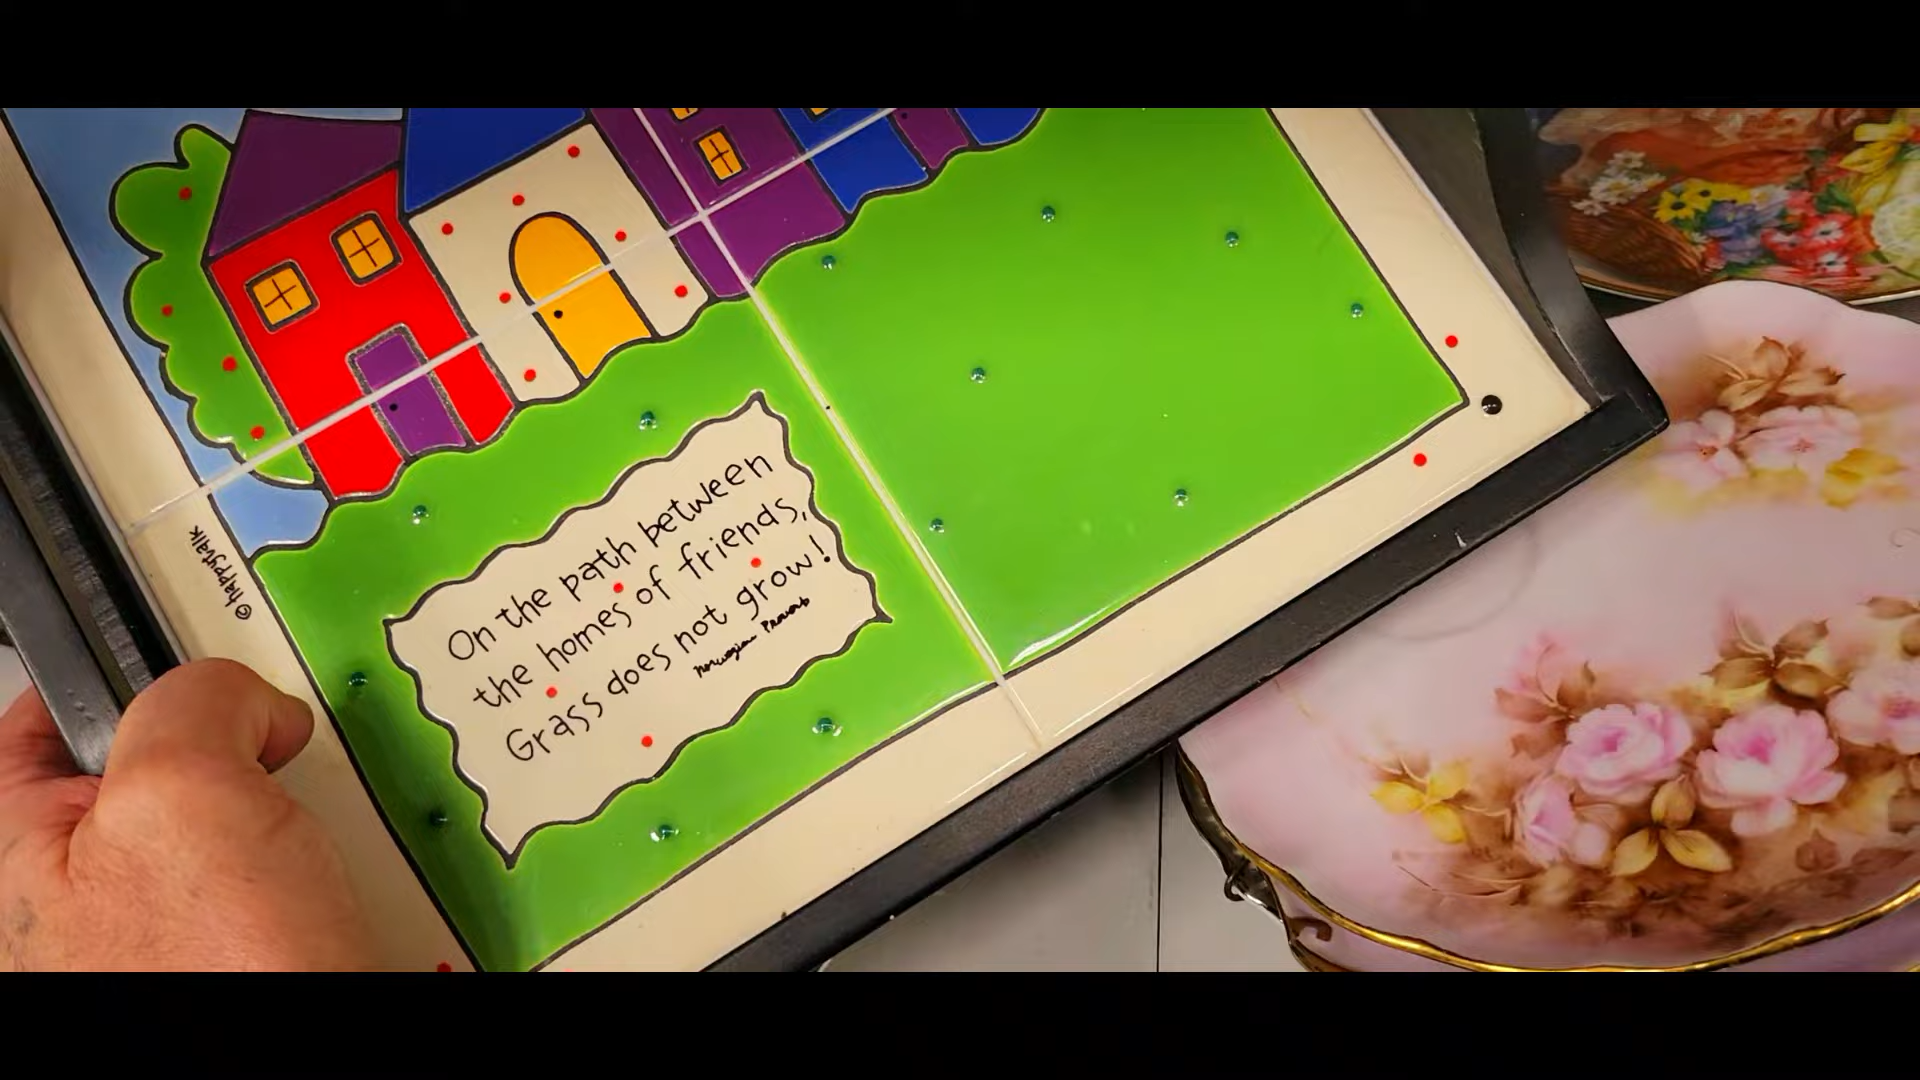 On the path between
the homes of friends,
Grass does not grow!
Norwegian Proverb
© happytalk